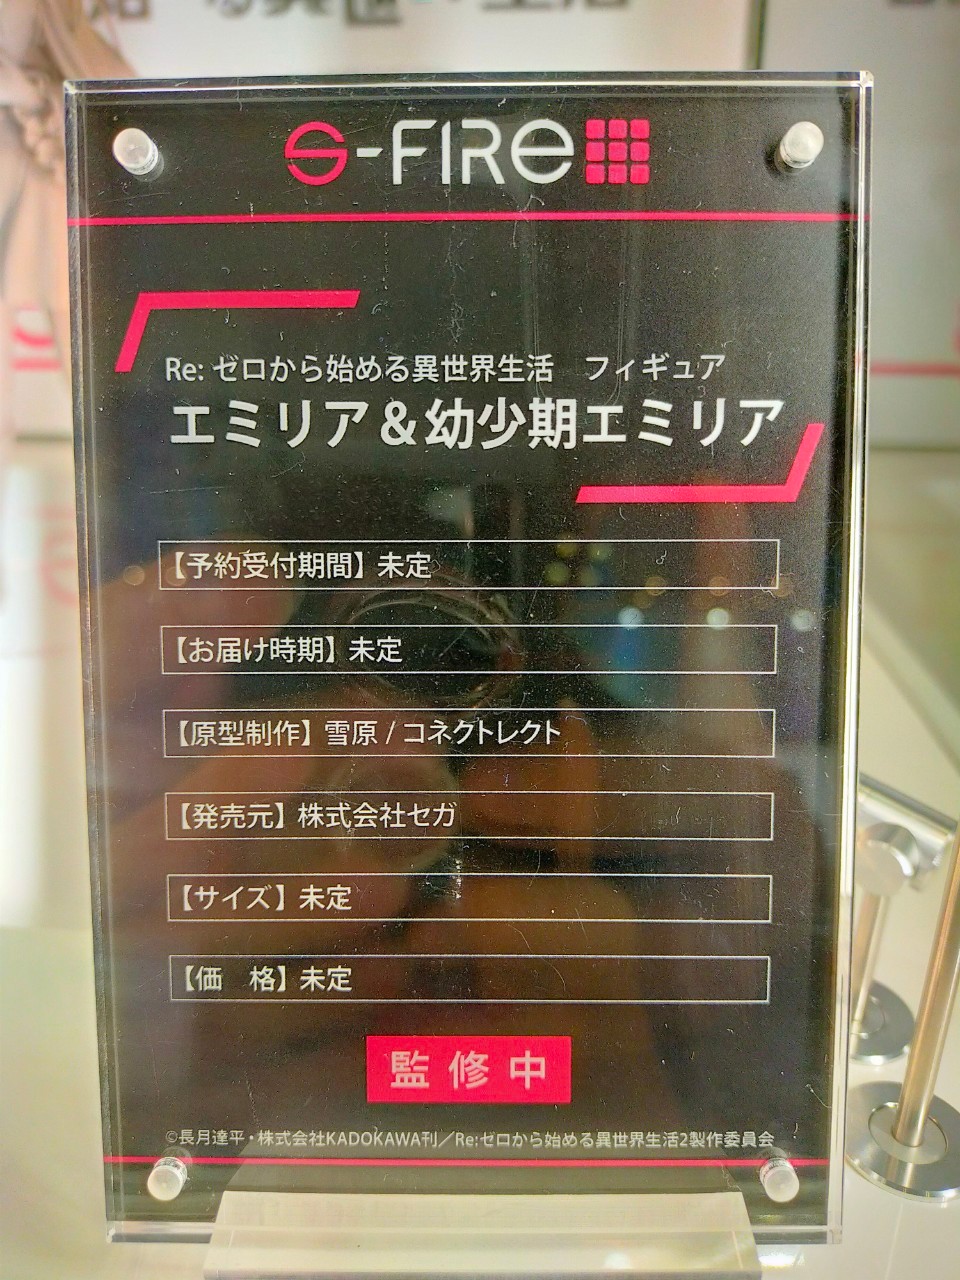 る異世 生活
S-FIRE
Re: ゼロから始める異世界生活　フィギュア
エミリア＆幼少期エミリア
【予約受付期間】未定
【お届け時期】未定
【原型制作】雪原 / コネクトレクト
【発売元】株式会社セガ
【サイズ】未定
【価　格】未定
監修中
©長月達平・株式会社KADOKAWA刊／Re:ゼロから始める異世界生活2製作委員会